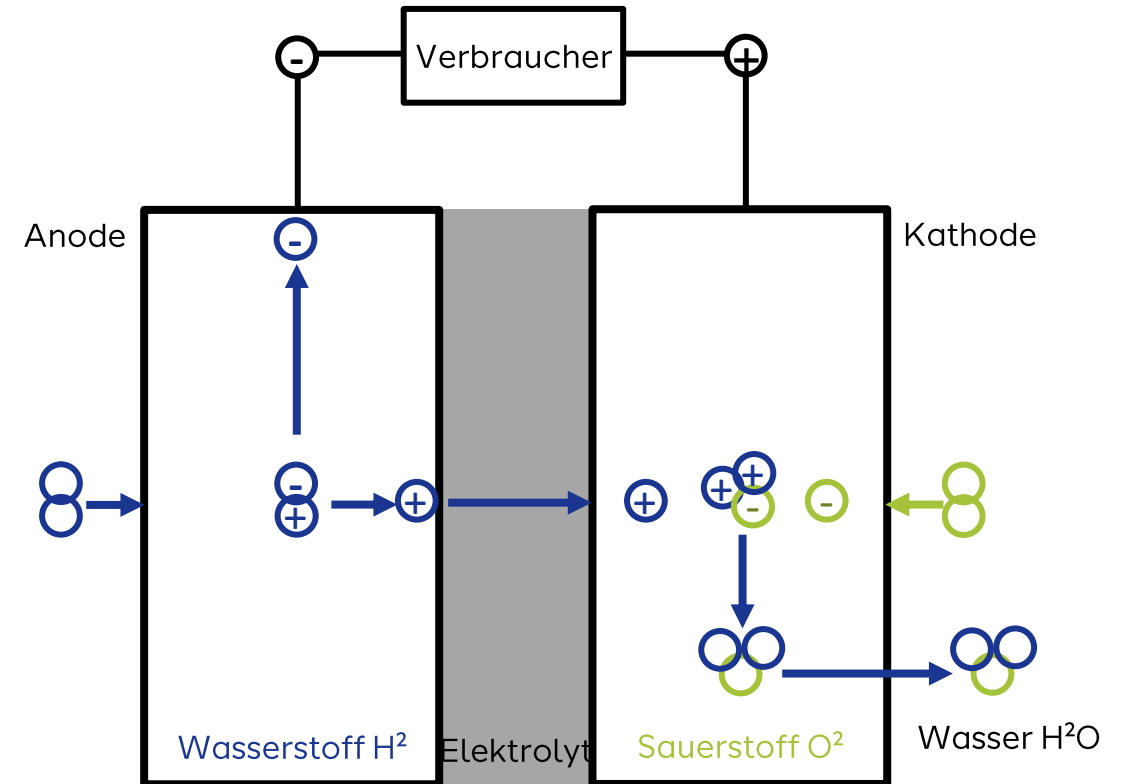 -
Verbraucher
+
Anode
-
Kathode
-
+
+
+
+
+
-
-
Wasserstoff H²
Elektrolyt
Sauerstoff O²
Wasser H²O